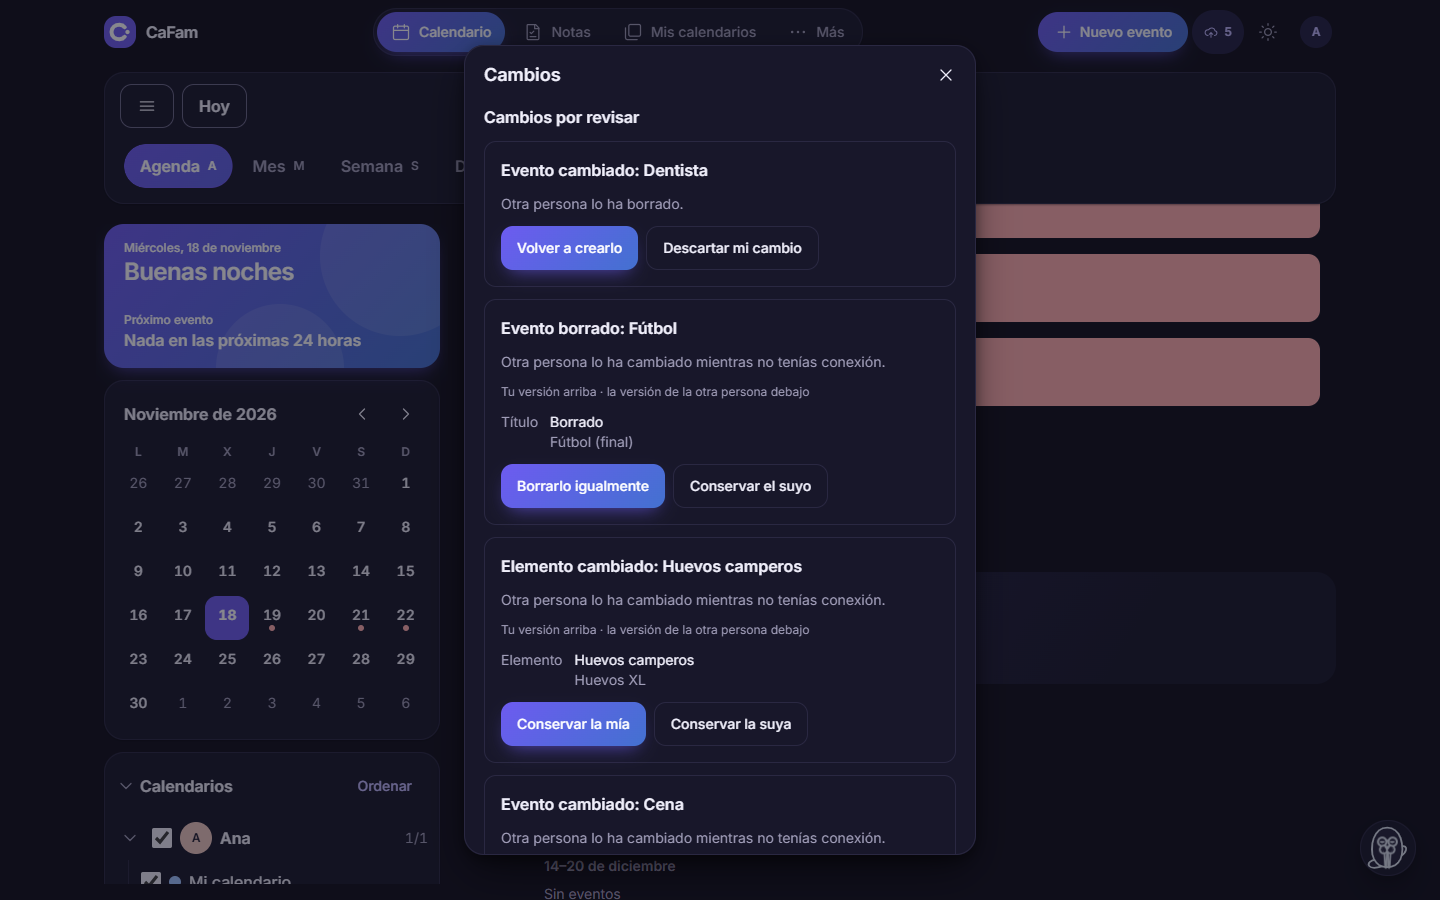 CaFam
Calendario
Notas
Mis calendarios
Más
Nuevo evento
5
A
Hoy
Agenda A
Mes M
Semana S
D
Miércoles, 18 de noviembre
Buenas noches
Próximo evento
Nada en las próximas 24 horas
Noviembre de 2026
L M X J V S D
26 27 28 29 30 31 1
2 3 4 5 6 7 8
9 10 11 12 13 14 15
16 17 18 19 20 21 22
23 24 25 26 27 28 29
30 1 2 3 4 5 6
Calendarios
Ordenar
A
Ana
1/1
Mi calendario
Cambios
Cambios por revisar
Evento cambiado: Dentista
Otra persona lo ha borrado.
Volver a crearlo
Descartar mi cambio
Evento borrado: Fútbol
Otra persona lo ha cambiado mientras no tenías conexión.
Tu versión arriba · la versión de la otra persona debajo
Título Borrado
Fútbol (final)
Borrarlo igualmente
Conservar el suyo
Elemento cambiado: Huevos camperos
Otra persona lo ha cambiado mientras no tenías conexión.
Tu versión arriba · la versión de la otra persona debajo
Elemento Huevos camperos
Huevos XL
Conservar la mía
Conservar la suya
Evento cambiado: Cena
Otra persona lo ha cambiado mientras no tenías conexión.
14–20 de diciembre
Sin eventos